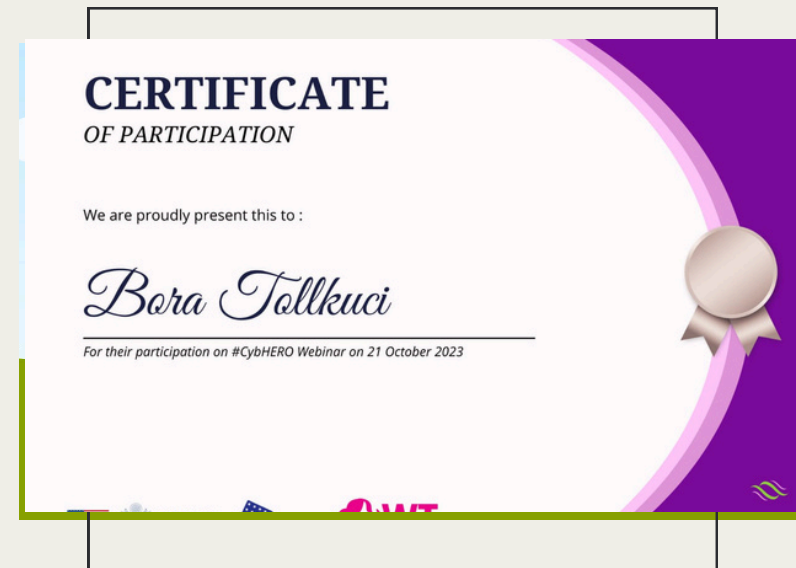 CERTIFICATE
OF PARTICIPATION
We are proudly present this to :
Bora Tollkuci
For their participation on #CybHERO Webinar on 21 October 2023